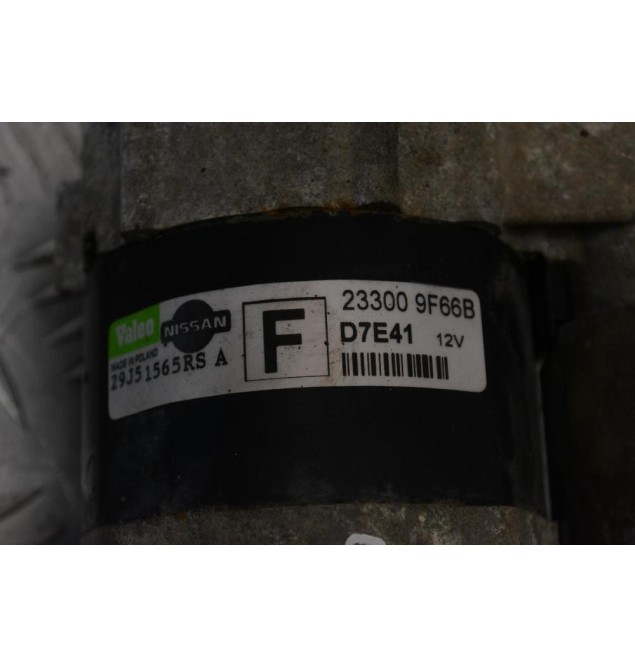 Valeo NISSAN
MADE IN POLAND
29J51565RS A
F
23300 9F66B
D7E41 12V